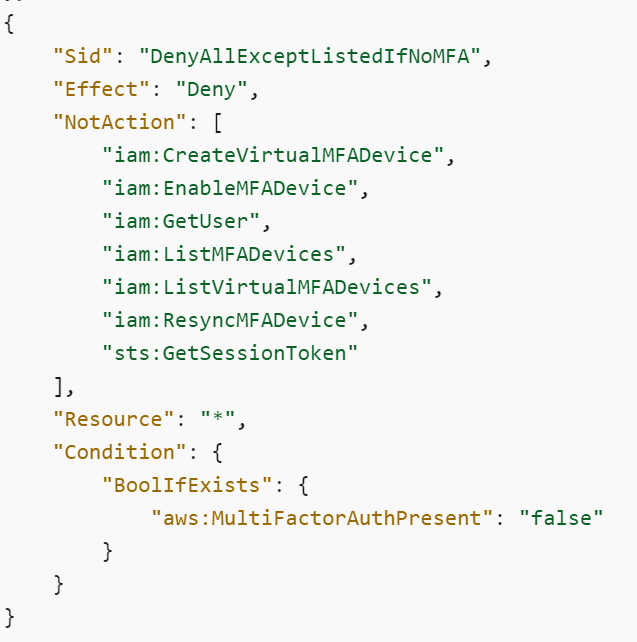 {
    "Sid": "DenyAllExceptListedIfNoMFA",
    "Effect": "Deny",
    "NotAction": [
        "iam:CreateVirtualMFADevice",
        "iam:EnableMFADevice",
        "iam:GetUser",
        "iam:ListMFADevices",
        "iam:ListVirtualMFADevices",
        "iam:ResyncMFADevice",
        "sts:GetSessionToken"
    ],
    "Resource": "*",
    "Condition": {
        "BoolIfExists": {
            "aws:MultiFactorAuthPresent": "false"
        }
    }
}